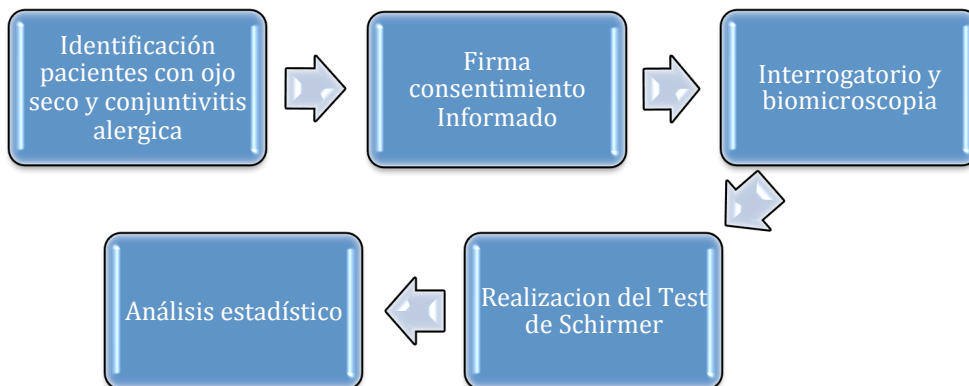 Identificación
pacientes con ojo
seco y conjuntivitis
alergica
Firma
consentimiento
Informado
Interrogatorio y
biomicroscopia
Realizacion del Test
de Schirmer
Análisis estadístico